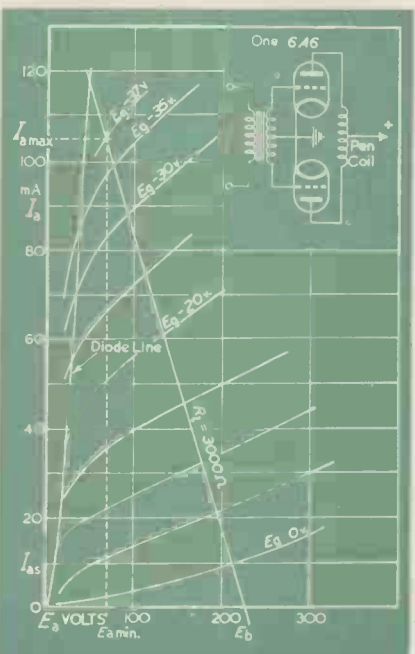 One 6A6
Pen
Coil
+
120
Eg=37v
Eg=35v.
Ia max
100
mA
Ia
Eg=30v.
80
Eg=20v.
60
Diode Line
RL = 3000Ω
40
20
Eg 0v.
Ias
0
Ea VOLTS
Ea min.
100
200
Eb
300